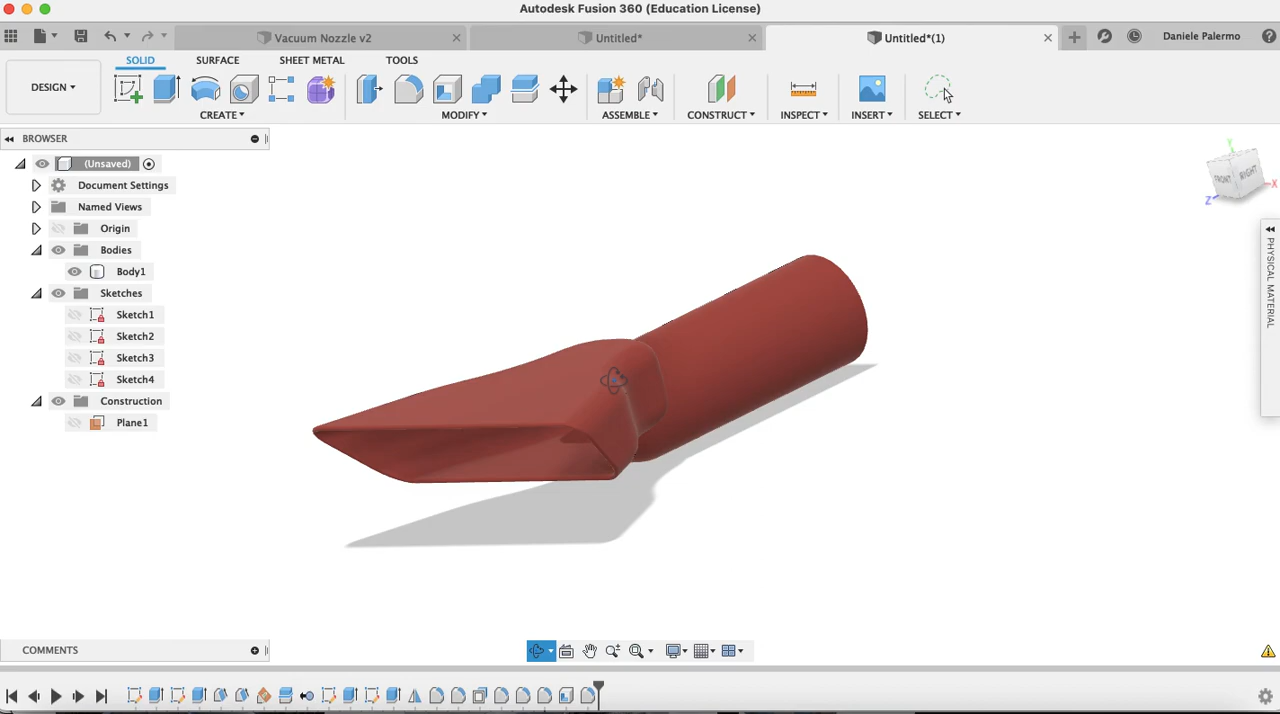 Autodesk Fusion 360 (Education License)
Vacuum Nozzle v2
Untitled*
Untitled*(1)
Daniele Palermo
SOLID
SURFACE
SHEET METAL
TOOLS
DESIGN
CREATE
MODIFY
ASSEMBLE
CONSTRUCT
INSPECT
INSERT
SELECT
BROWSER
(Unsaved)
Document Settings
Named Views
Origin
Bodies
Body1
Sketches
Sketch1
Sketch2
Sketch3
Sketch4
Construction
Plane1
Y
FRONT
RIGHT
X
Z
PHYSICAL MATERIAL
COMMENTS